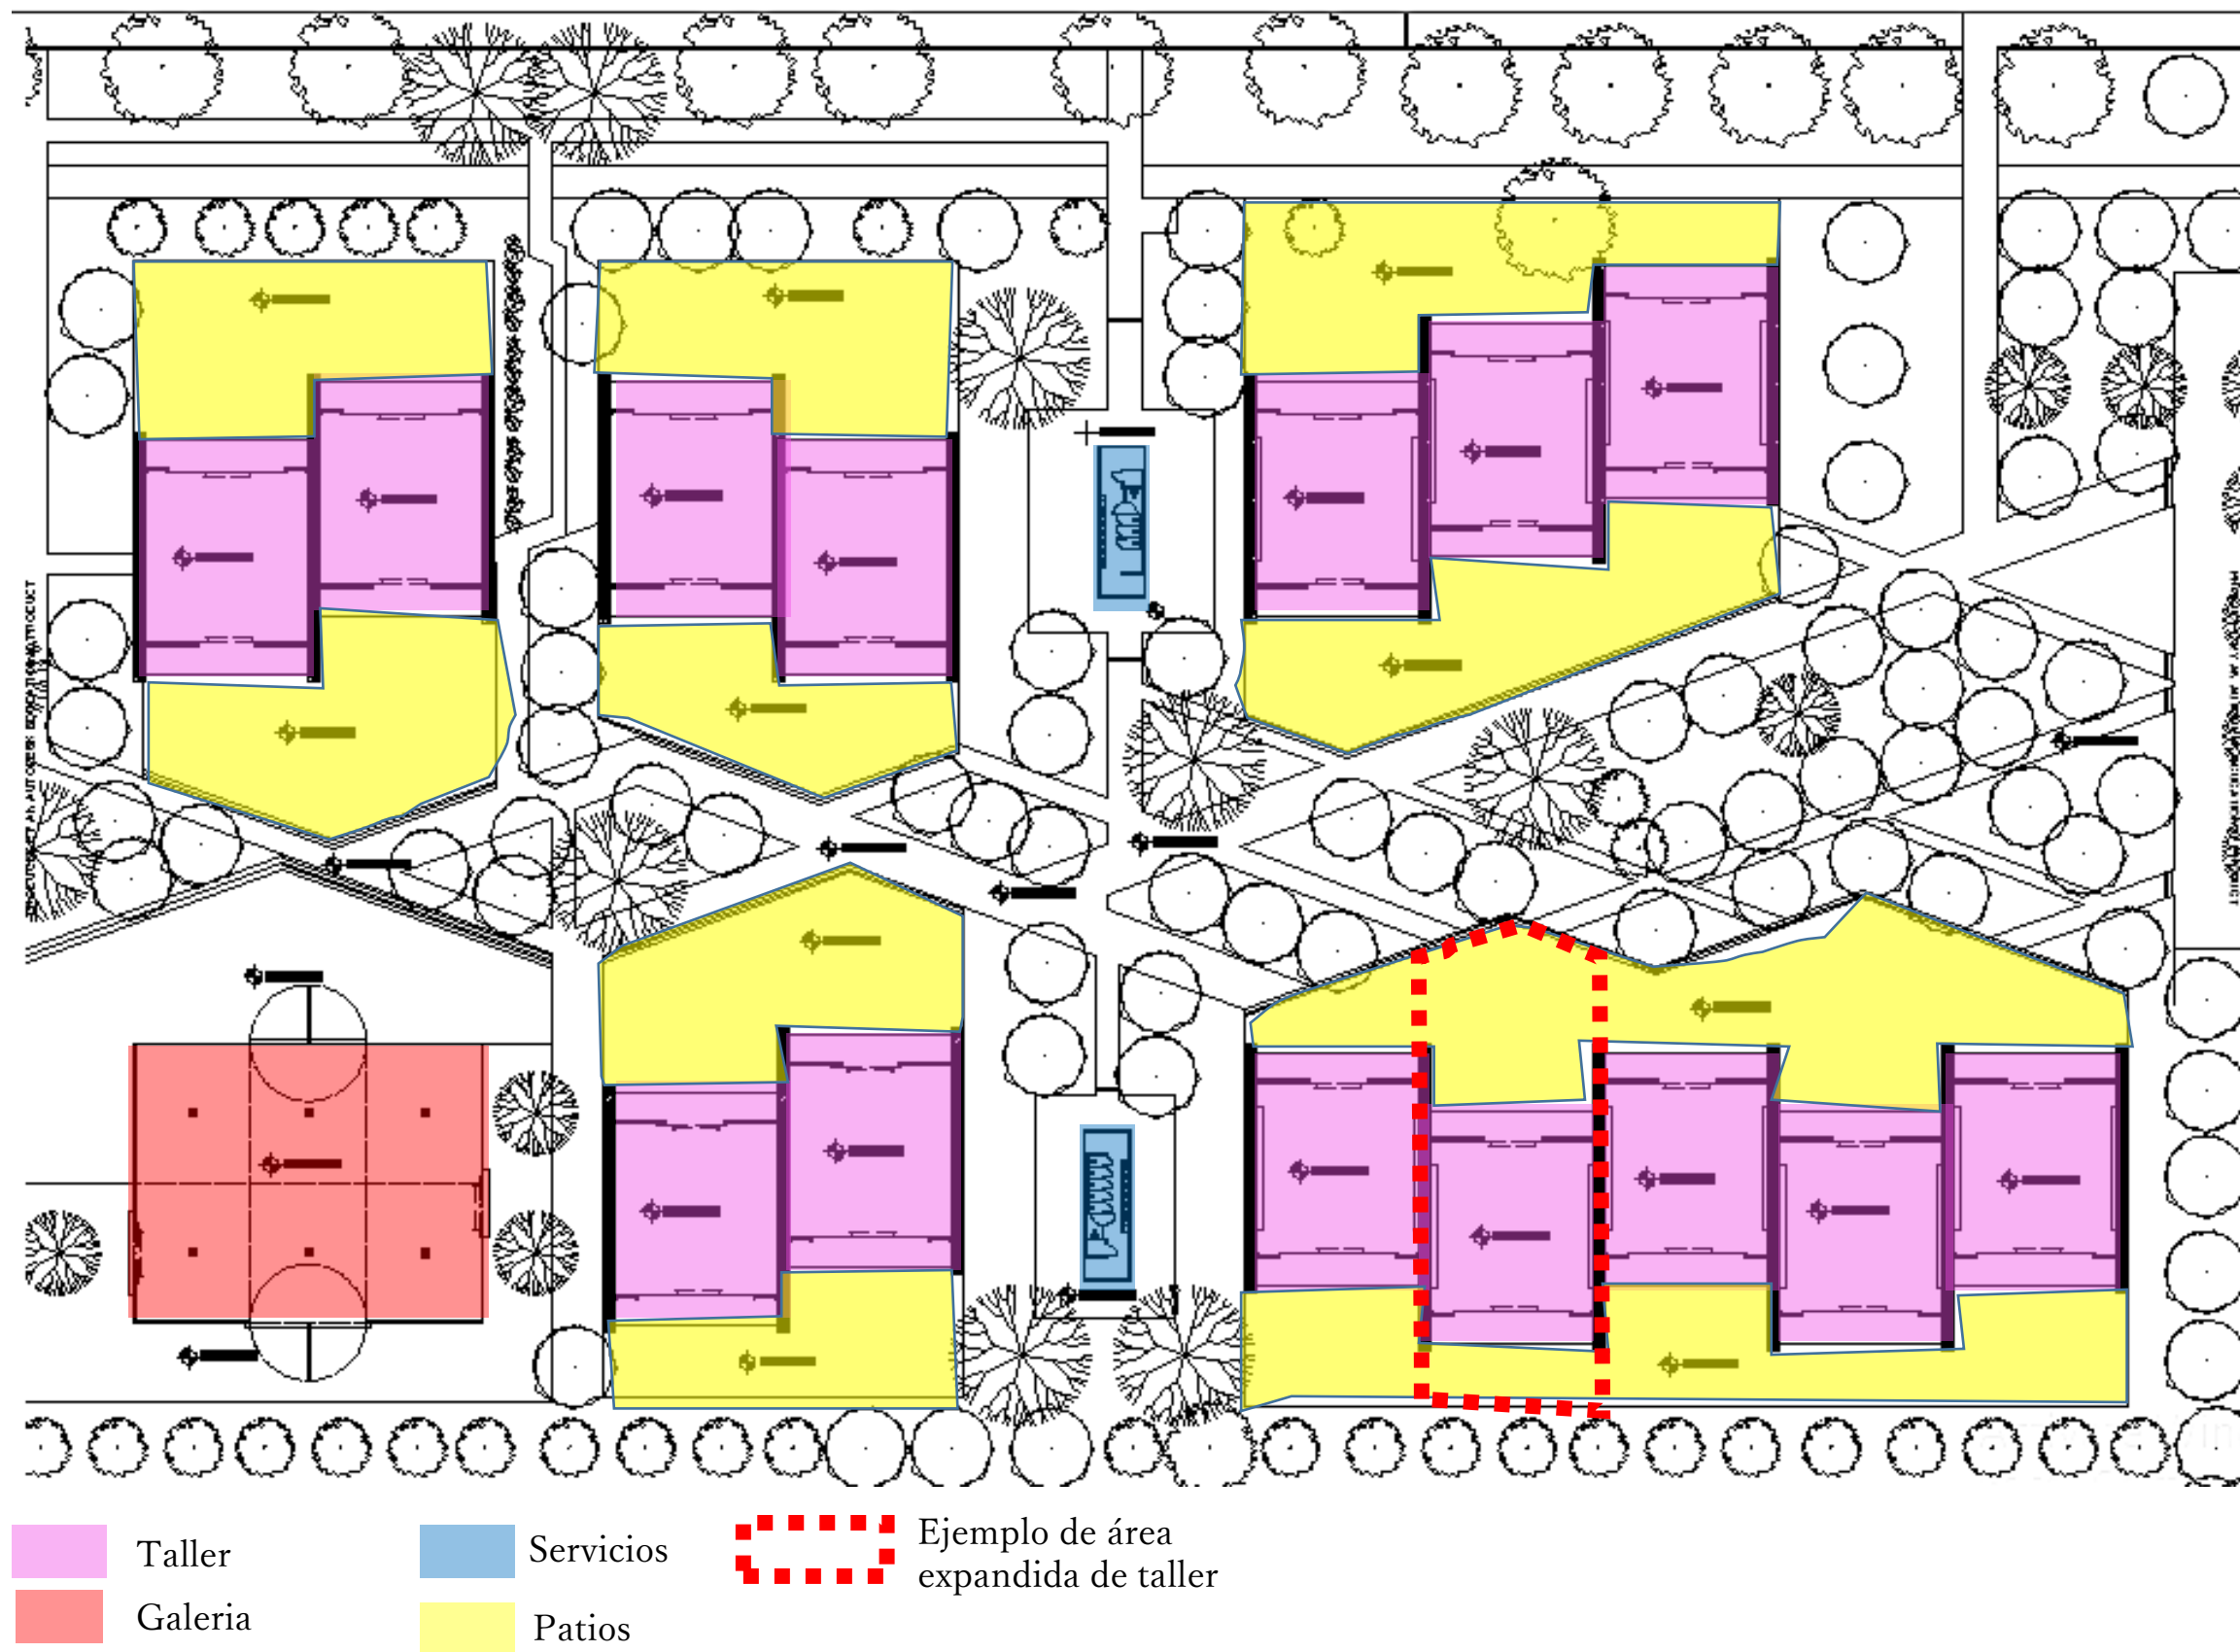 Taller
Servicios
Ejemplo de área
expandida de taller
Galeria
Patios